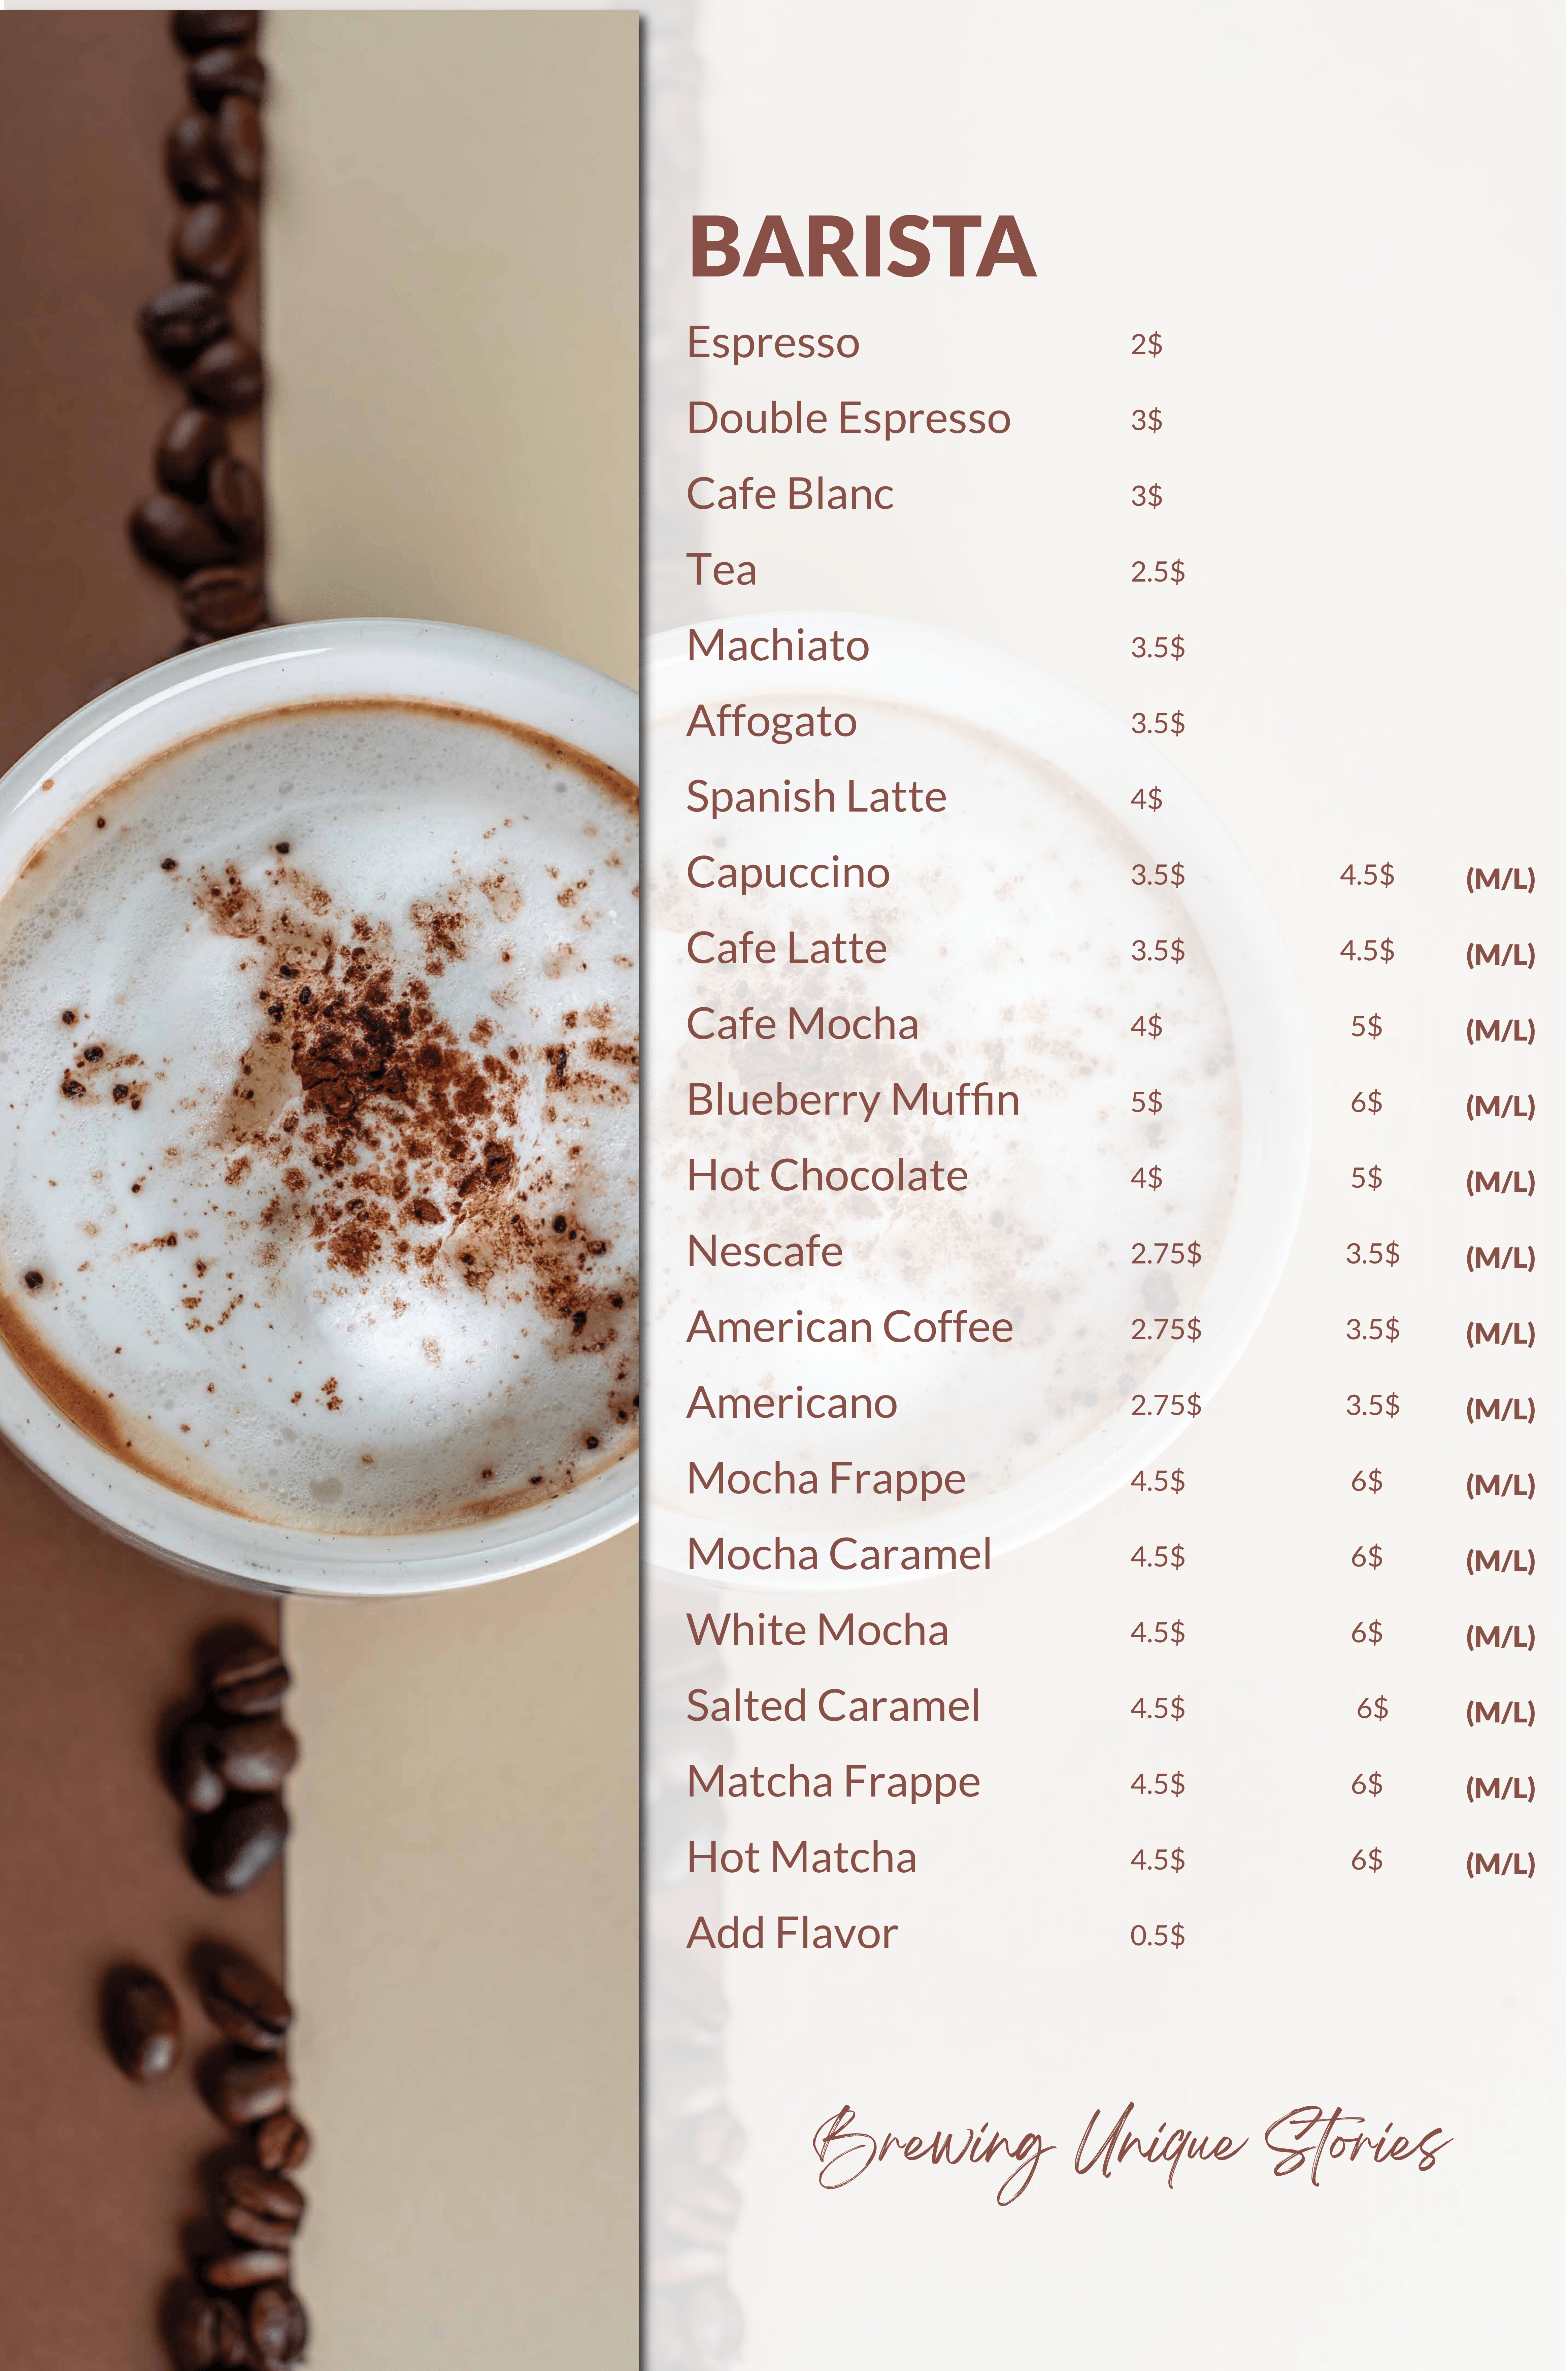 BARISTA
Espresso 2$
Double Espresso 3$
Cafe Blanc 3$
Tea 2.5$
Machiato 3.5$
Affogato 3.5$
Spanish Latte 4$
Capuccino 3.5$ 4.5$ (M/L)
Cafe Latte 3.5$ 4.5$ (M/L)
Cafe Mocha 4$ 5$ (M/L)
Blueberry Muffin 5$ 6$ (M/L)
Hot Chocolate 4$ 5$ (M/L)
Nescafe 2.75$ 3.5$ (M/L)
American Coffee 2.75$ 3.5$ (M/L)
Americano 2.75$ 3.5$ (M/L)
Mocha Frappe 4.5$ 6$ (M/L)
Mocha Caramel 4.5$ 6$ (M/L)
White Mocha 4.5$ 6$ (M/L)
Salted Caramel 4.5$ 6$ (M/L)
Matcha Frappe 4.5$ 6$ (M/L)
Hot Matcha 4.5$ 6$ (M/L)
Add Flavor 0.5$
Brewing Unique Stories